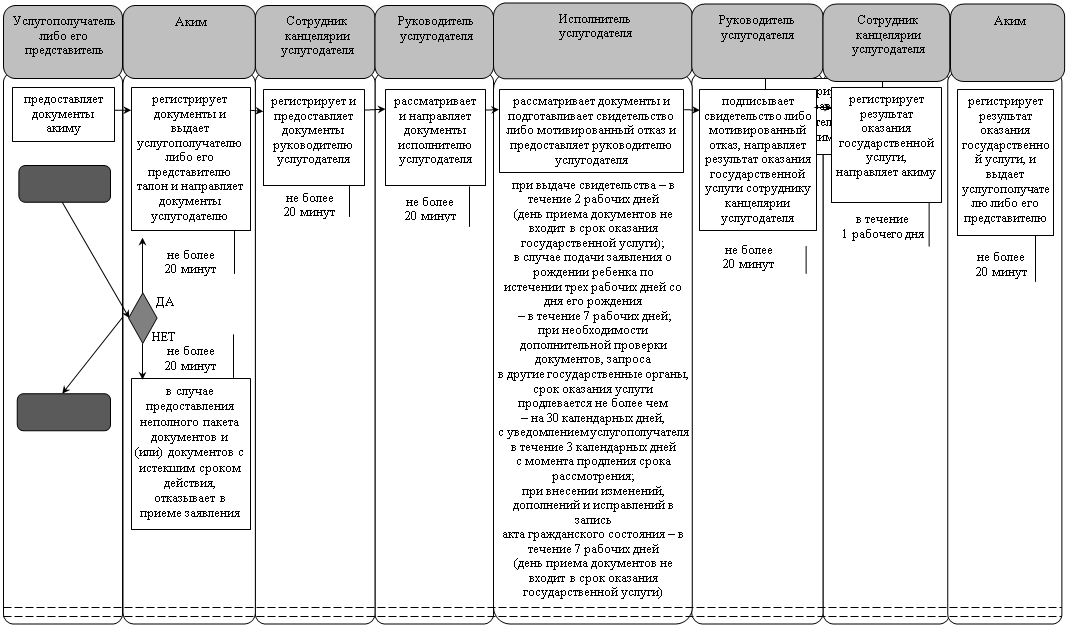 Услугополучатель
либо его
представитель
Аким
Сотрудник
канцелярии
услугодателя
Руководитель
услугодателя
Исполнитель
услугодателя
Руководитель
услугодателя
Сотрудник
канцелярии
услугодателя
Аким
предоставляет
документы
акиму
регистрирует
документы и
выдает
услугополучателю
либо его
представителю
талон и направляет
документы
услугодателю
не более
20 минут
ДА
НЕТ
не более
20 минут
в случае
предоставления
неполного пакета
документов и
(или) документов с
истекшим сроком
действия,
отказывает в
приеме заявления
регистрирует и
предоставляет
документы
руководителю
услугодателя
не более
20 минут
рассматривает
и направляет
документы
исполнителю
услугодателя
не более
20 минут
рассматривает документы и
подготавливает свидетельство
либо мотивированный отказ и
предоставляет руководителю
услугодателя
при выдаче свидетельства – в
течение 2 рабочих дней
(день приема документов не
входит в срок оказания
государственной услуги);
в случае подачи заявления о
рождении ребенка по
истечении трех рабочих дней со
дня его рождения
– в течение 7 рабочих дней;
при необходимости
дополнительной проверки
документов, запроса
в другие государственные органы,
срок оказания услуги
продлевается не более чем
– на 30 календарных дней,
с уведомлением услугополучателя
в течение 3 календарных дней
с момента продления срока
рассмотрения;
при внесении изменений,
дополнений и исправлений в
запись
акта гражданского состояния – в
течение 7 рабочих дней
(день приема документов не
входит в срок оказания
государственной услуги)
подписывает
свидетельство либо
мотивированный
отказ, направляет
результат оказания
государственной
услуги сотруднику
канцелярии
услугодателя
не более
20 минут
регистрирует
результат
оказания
государственной
услуги,
направляет акиму
в течение
1 рабочего дня
регистрирует
результат
оказания
государственно
й услуги, и
выдает
услугополучате
лю либо его
представителю
не более
20 минут